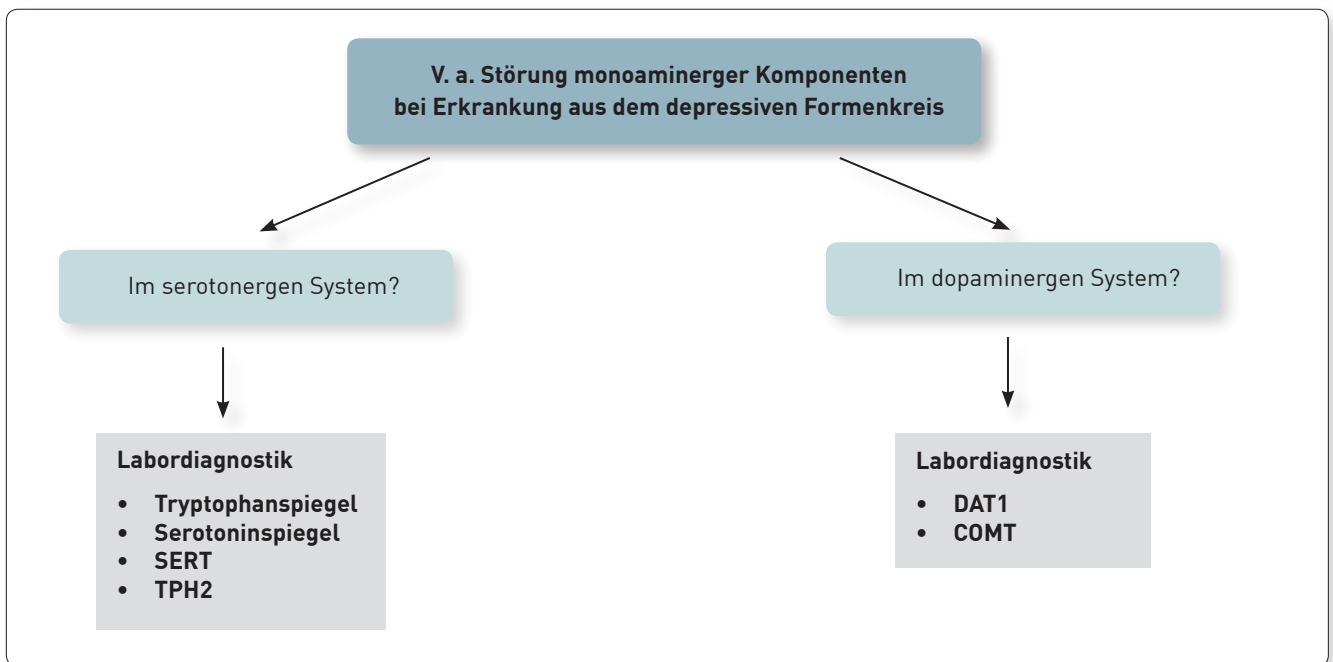 V. a. Störung monoaminerger Komponenten
bei Erkrankung aus dem depressiven Formenkreis
Im serotonergen System?
Im dopaminergen System?
Labordiagnostik
• Tryptophanspiegel
• Serotoninspiegel
• SERT
• TPH2
Labordiagnostik
• DAT1
• COMT